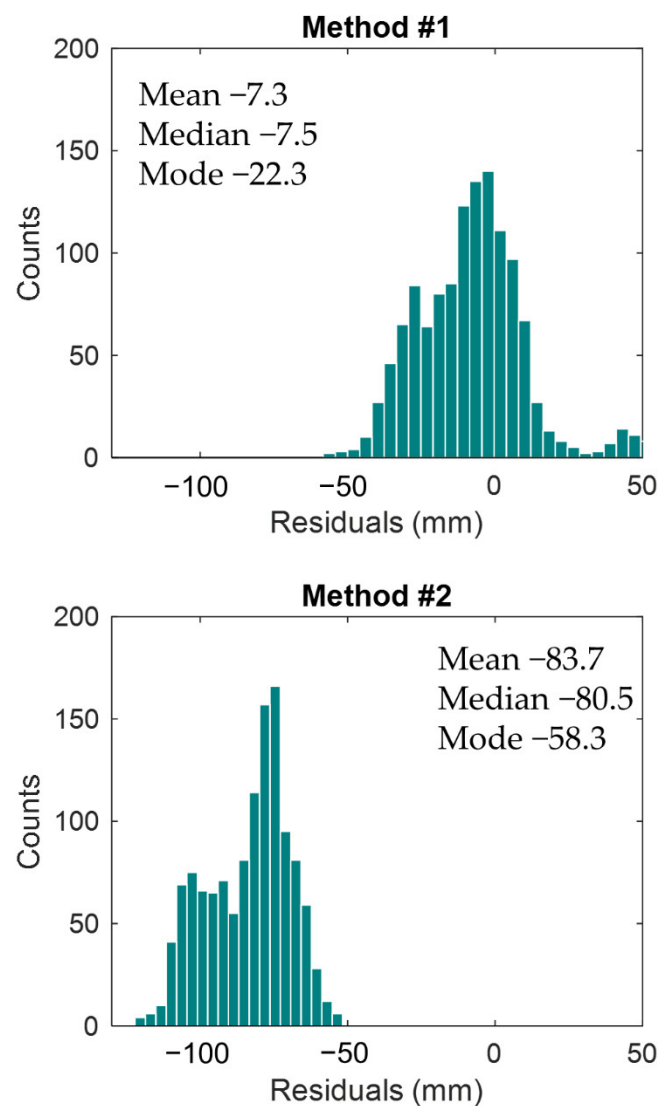 Method #1
200
150
100
50
0
Counts
Mean −7.3
Median −7.5
Mode −22.3
−100 −50 0 50
Residuals (mm)
Method #2
200
150
100
50
0
Counts
Mean −83.7
Median −80.5
Mode −58.3
−100 −50 0 50
Residuals (mm)